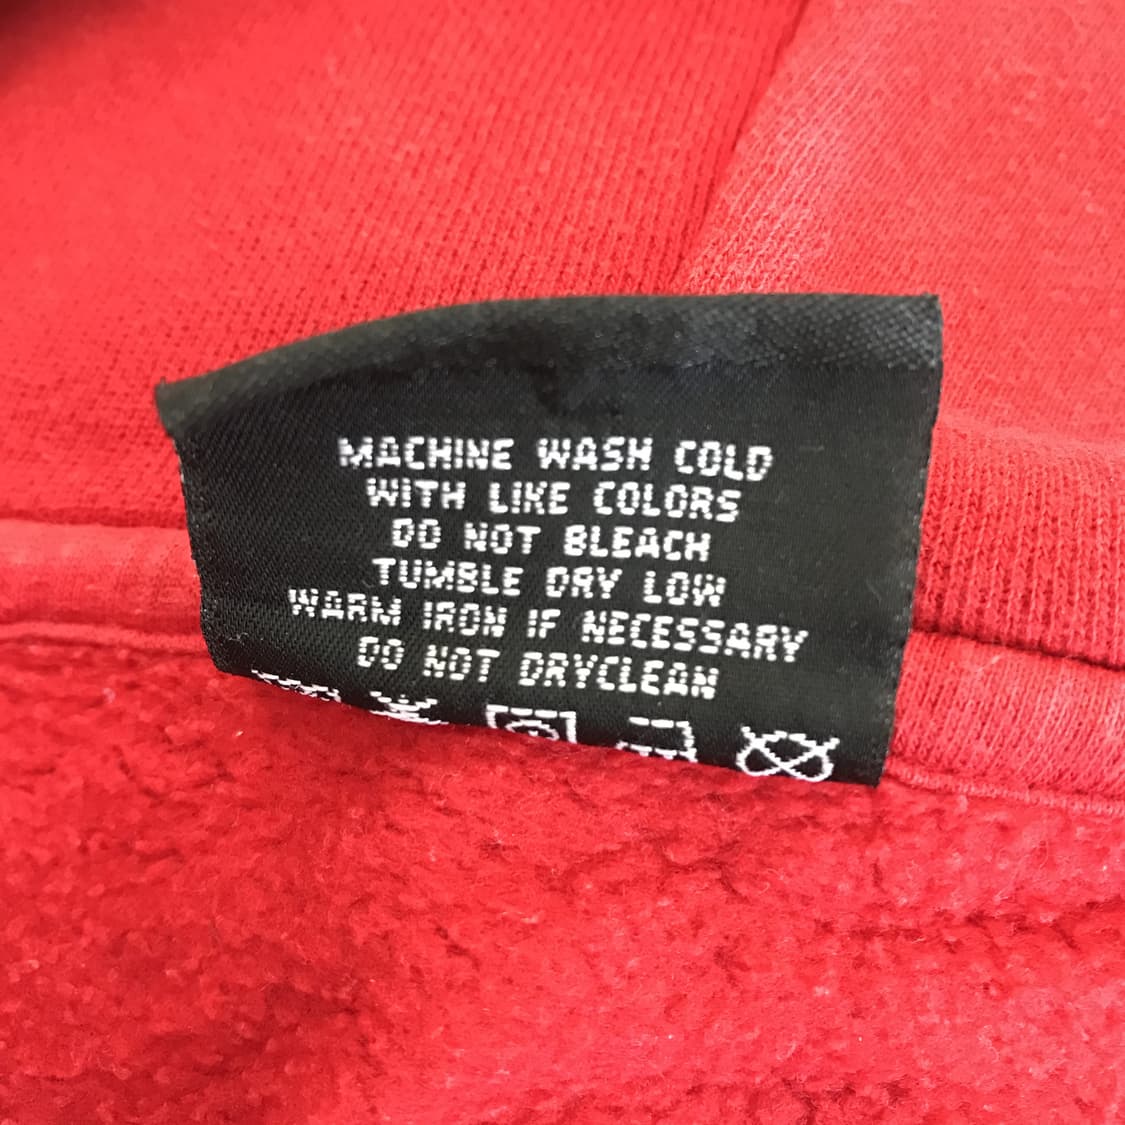 MACHINE WASH COLD
WITH LIKE COLORS
DO NOT BLEACH
TUMBLE DRY LOW
WARM IRON IF NECESSARY
DO NOT DRYCLEAN